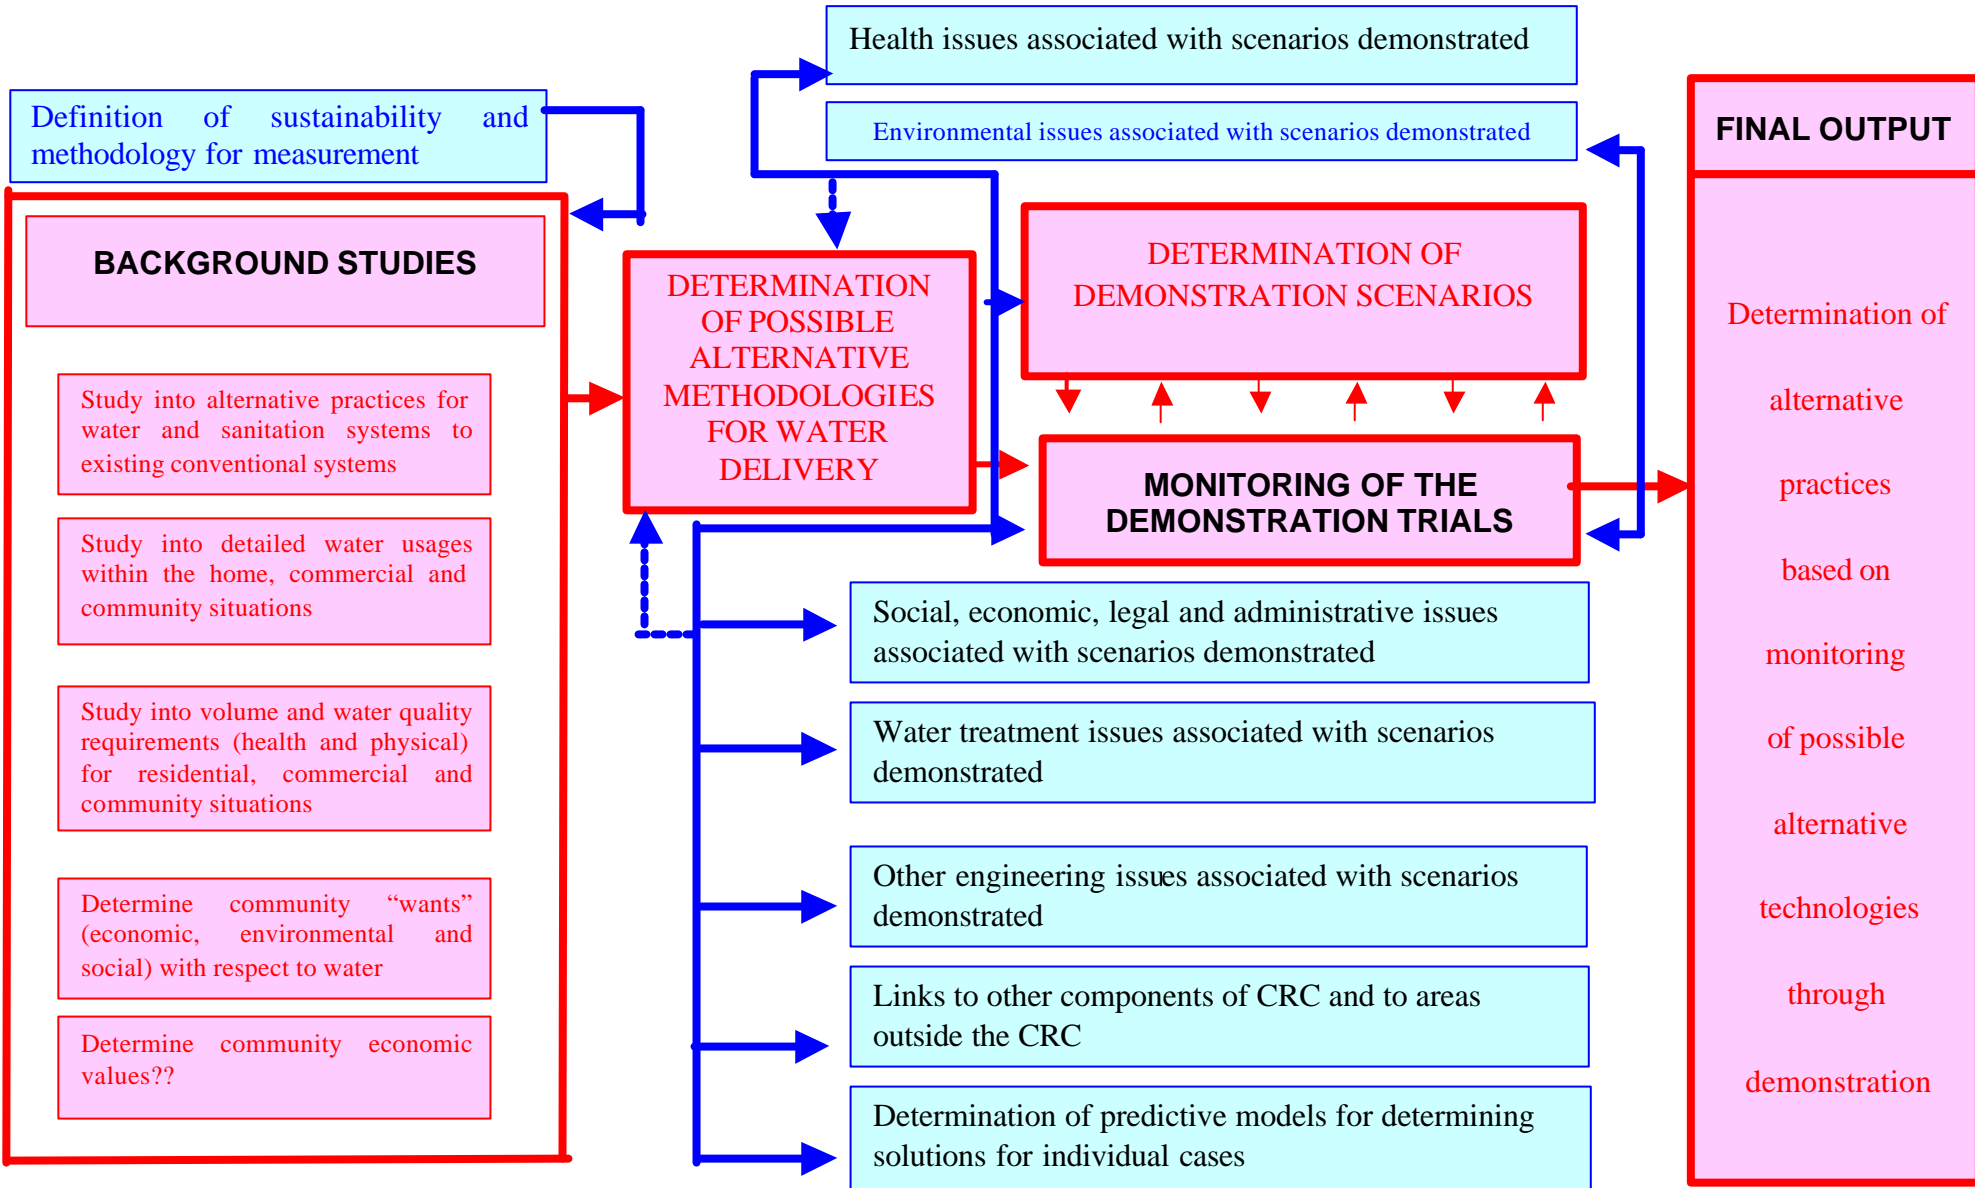 Health issues associated with scenarios demonstrated
Definition of sustainability and
methodology for measurement
Environmental issues associated with scenarios demonstrated
FINAL OUTPUT
BACKGROUND STUDIES
DETERMINATION
OF POSSIBLE
ALTERNATIVE
METHODOLOGIES
FOR WATER
DELIVERY
DETERMINATION OF
DEMONSTRATION SCENARIOS
Study into alternative practices for
water and sanitation systems to
existing conventional systems
MONITORING OF THE
DEMONSTRATION TRIALS
Study into detailed water usages
within the home, commercial and
community situations
Social, economic, legal and administrative issues
associated with scenarios demonstrated
Study into volume and water quality
requirements (health and physical)
for residential, commercial and
community situations
Water treatment issues associated with scenarios
demonstrated
Determine community “wants”
(economic, environmental and
social) with respect to water
Other engineering issues associated with scenarios
demonstrated
Determine community economic
values??
Links to other components of CRC and to areas
outside the CRC
Determination of predictive models for determining
solutions for individual cases
Determination of
alternative
practices
based on
monitoring
of possible
alternative
technologies
through
demonstration